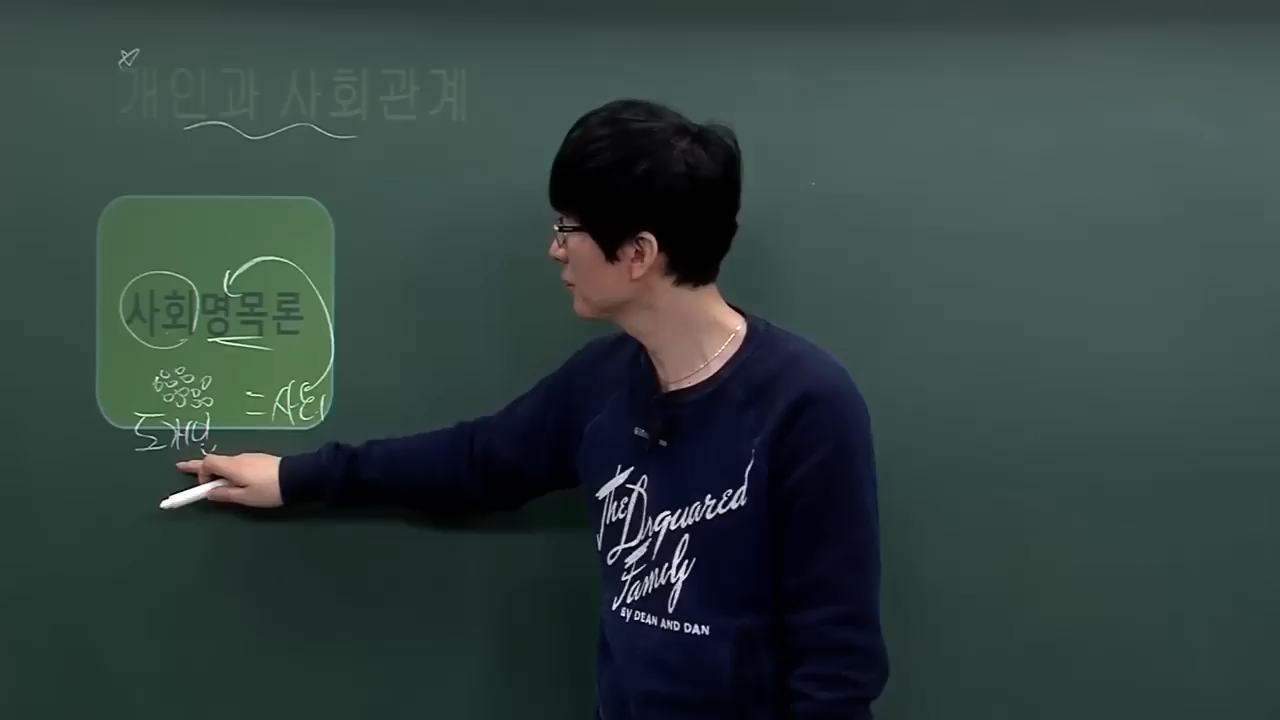 개인과 사회관계
사회명목론
= 사회
개인
The Dsquared
Family
BY DEAN AND DAN